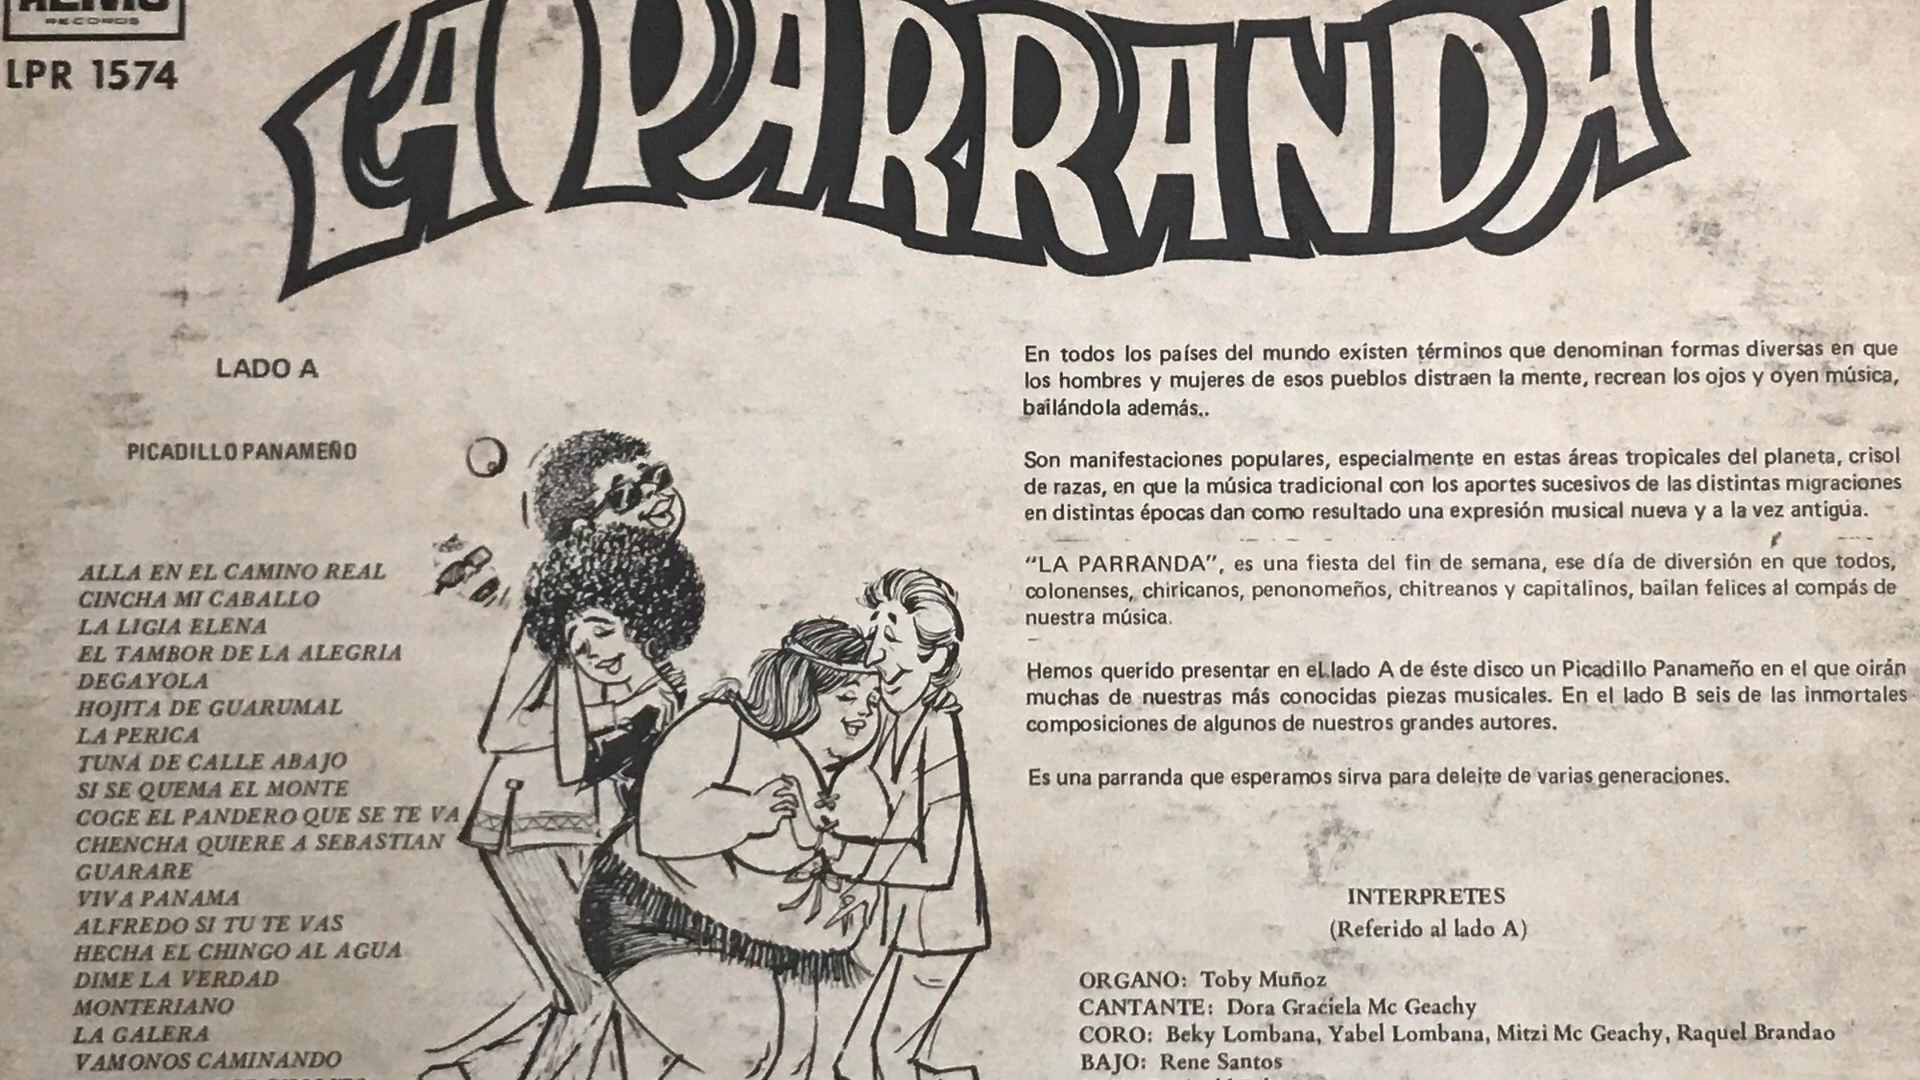 RECORDS
LPR 1574
LA PARRANDA
LADO A
PICADILLO PANAMEÑO
ALLA EN EL CAMINO REAL
CINCHA MI CABALLO
LA LIGIA ELENA
EL TAMBOR DE LA ALEGRIA
DEGAYOLA
HOJITA DE GUARUMAL
LA PERICA
TUNA DE CALLE ABAJO
SI SE QUEMA EL MONTE
COGE EL PANDERO QUE SE TE VA
CHENCHA QUIERE A SEBASTIAN
GUARARE
VIVA PANAMA
ALFREDO SI TU TE VAS
HECHA EL CHINGO AL AGUA
DIME LA VERDAD
MONTERIANO
LA GALERA
VAMONOS CAMINANDO
En todos los países del mundo existen términos que denominan formas diversas en que
los hombres y mujeres de esos pueblos distraen la mente, recrean los ojos y oyen música,
bailándola además..
Son manifestaciones populares, especialmente en estas áreas tropicales del planeta, crisol
de razas, en que la música tradicional con los aportes sucesivos de las distintas migraciones
en distintas épocas dan como resultado una expresión musical nueva y a la vez antigua.
“LA PARRANDA”, es una fiesta del fin de semana, ese día de diversión en que todos,
colonenses, chiricanos, penonomeños, chitreanos y capitalinos, bailan felices al compás de
nuestra música.
Hemos querido presentar en el lado A de éste disco un Picadillo Panameño en el que oirán
muchas de nuestras más conocidas piezas musicales. En el lado B seis de las inmortales
composiciones de algunos de nuestros grandes autores.
Es una parranda que esperamos sirva para deleite de varias generaciones.
INTERPRETES
(Referido al lado A)
ORGANO: Toby Muñoz
CANTANTE: Dora Graciela Mc Geachy
CORO: Beky Lombana, Yabel Lombana, Mitzi Mc Geachy, Raquel Brandao
BAJO: Rene Santos